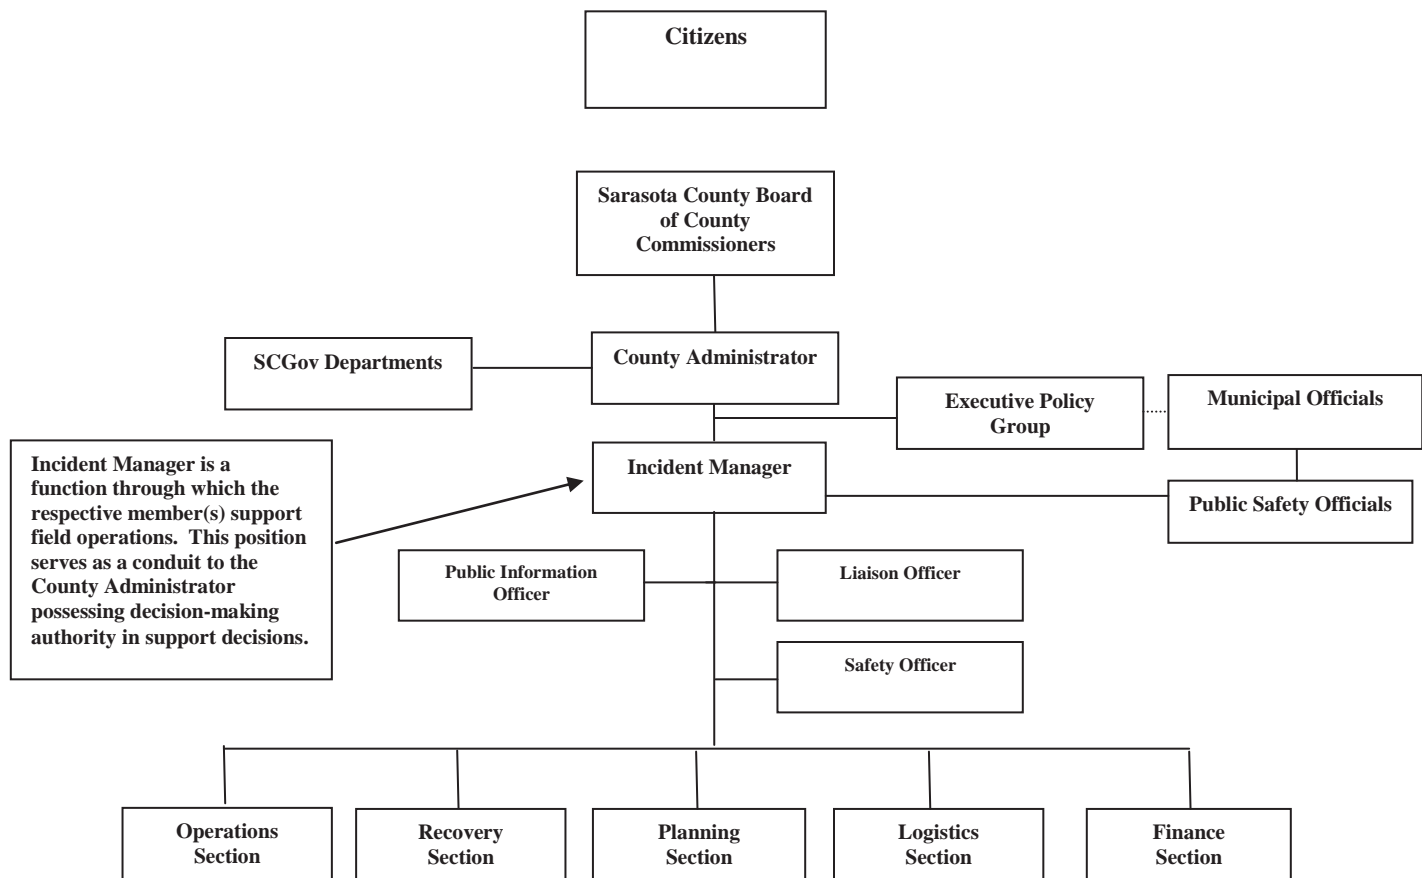 Citizens
Sarasota County Board
of County
Commissioners
SCGov Departments
County Administrator
Executive Policy
Group
Municipal Officials
Incident Manager is a
function through which the
respective member(s) support
field operations.  This position
serves as a conduit to the
County Administrator
possessing decision-making
authority in support decisions.
Incident Manager
Public Safety Officials
Public Information
Officer
Liaison Officer
Safety Officer
Operations
Section
Recovery
Section
Planning
Section
Logistics
Section
Finance
Section